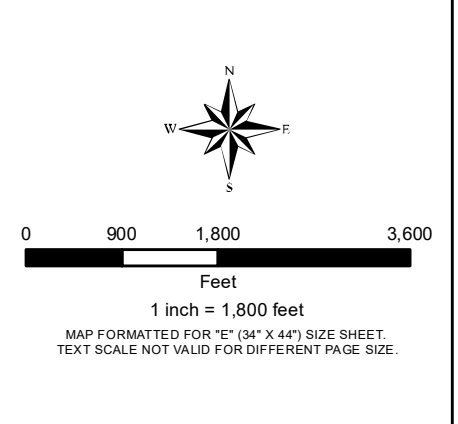 N
W E
S
0 900 1,800 3,600
Feet
1 inch = 1,800 feet
MAP FORMATTED FOR "E" (34" X 44") SIZE SHEET.
TEXT SCALE NOT VALID FOR DIFFERENT PAGE SIZE.